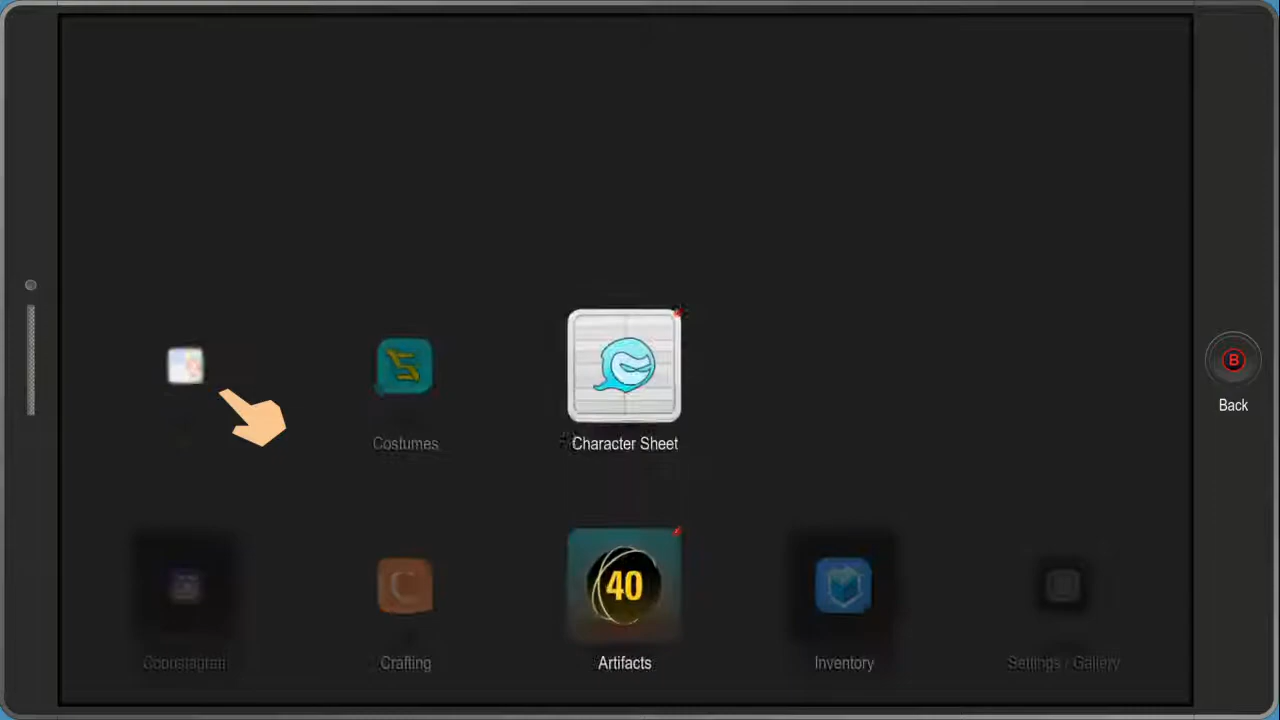 B
Back
Costumes
Character Sheet
40
C
Crafting
Artifacts
Inventory
Settings / Gallery